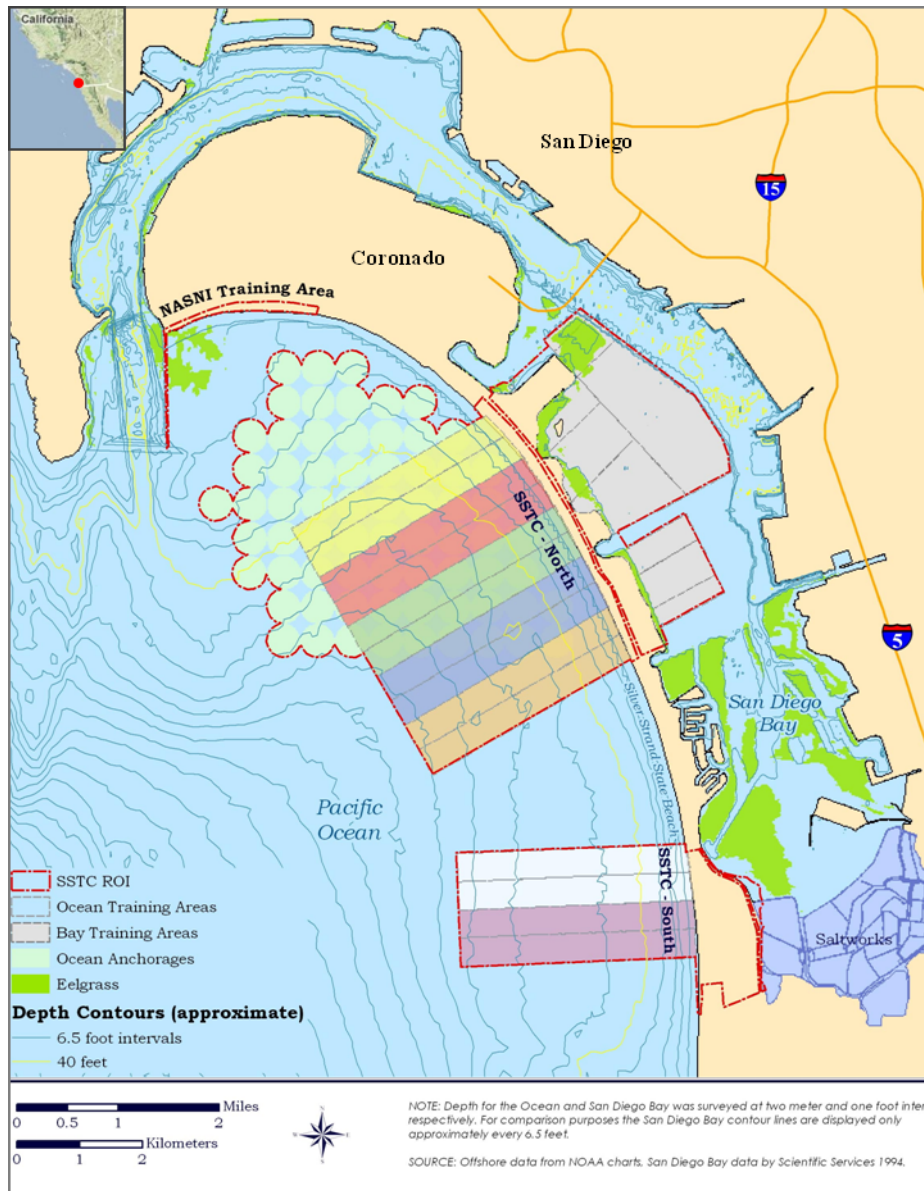 California
San Diego
15
Coronado
NASNI Training Area
SSTC - North
5
San Diego
Bay
Silver Strand State Beach
Pacific
Océan
SSTC - South
Saltworks
SSTC ROI
Ocean Training Areas
Bay Training Areas
Ocean Anchorages
Eelgrass
Depth Contours (approximate)
6.5 foot intervals
40 feet
Miles
0 0.5 1 2
Kilometers
0 1 2
N
NOTE: Depth for the Ocean and San Diego Bay was surveyed at two meter and one foot inter
respectively. For comparison purposes the San Diego Bay contour lines are displayed only
approximately every 6.5 feet.
SOURCE: Offshore data from NOAA charts. San Diego Bay data by Scientific Services 1994.